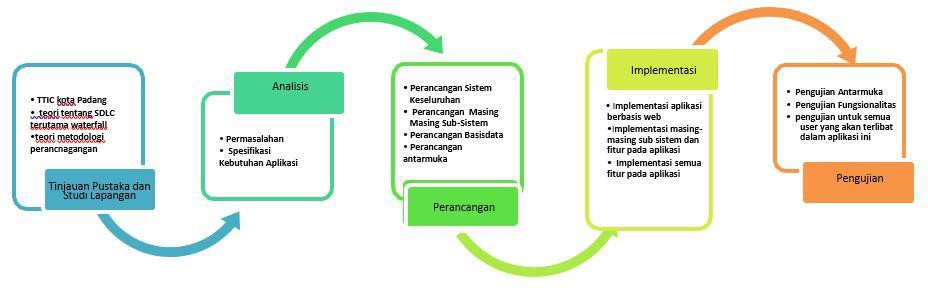 • TTIC kota Padang
• teori tentang SDLC
terutama waterfall
•teori metodologi
perancnagangan
Tinjauan Pustaka dan
Studi Lapangan
Analisis
• Permasalahan
• Spesifikasi
Kebutuhan Aplikasi
• Perancangan Sistem
Keseluruhan
• Perancangan Masing
Masing Sub-Sistem
• Perancangan Basisdata
• Perancangan
antarmuka
Perancangan
Implementasi
• Implementasi aplikasi
berbasis web
•Implementasi masing-
masing sub sistem dan
fitur pada aplikasi
• Implementasi semua
fitur pada aplikasi
• Pengujian Antarmuka
• Pengujian Fungsionalitas
• pengujian untuk semua
user yang akan terlibat
dalam aplikasi ini
Pengujian